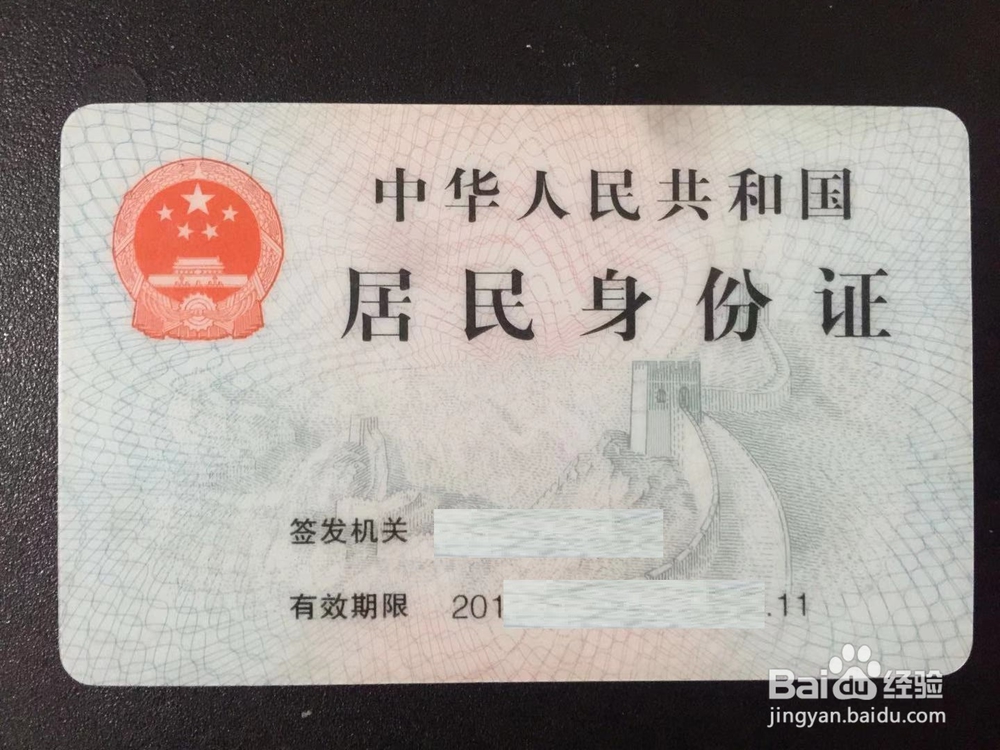 中华人民共和国
居民身份证
签发机关
有效期限 201 .11
Baidu经验
jingyan.baidu.com